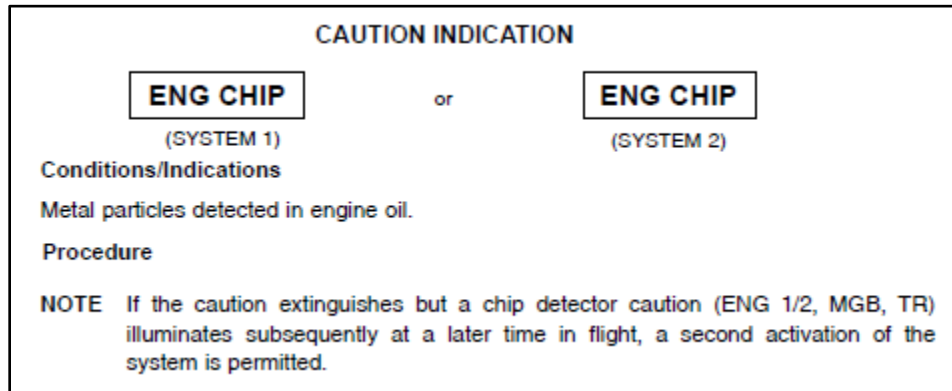 CAUTION INDICATION
ENG CHIP or ENG CHIP
(SYSTEM 1) (SYSTEM 2)
Conditions/Indications
Metal particles detected in engine oil.
Procedure
NOTE If the caution extinguishes but a chip detector caution (ENG 1/2, MGB, TR)
illuminates subsequently at a later time in flight, a second activation of the
system is permitted.